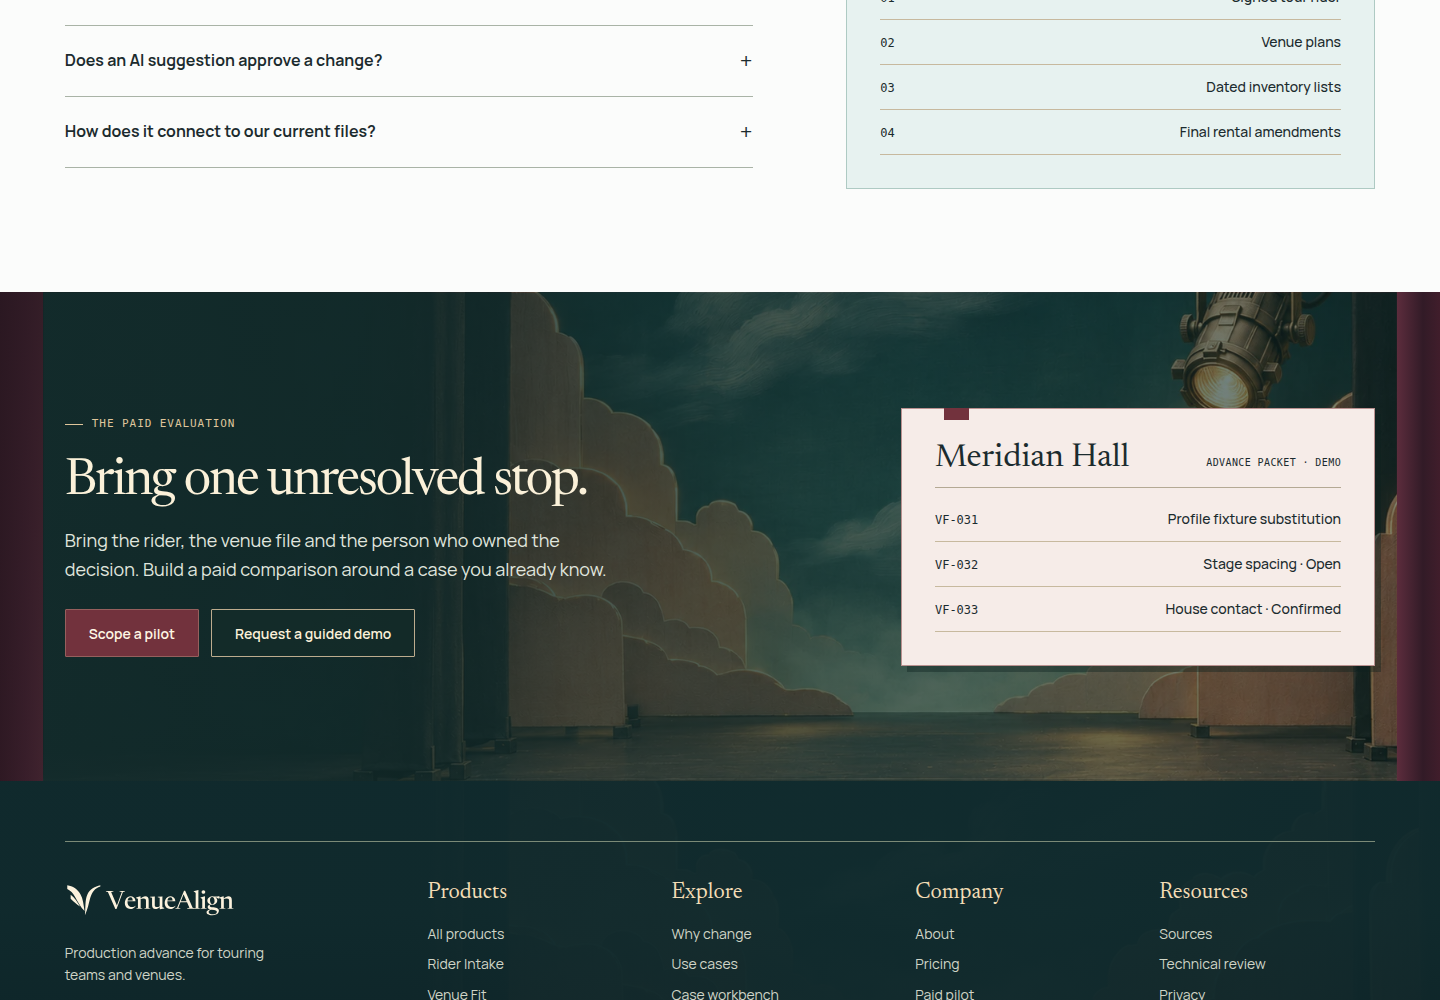 Does an AI suggestion approve a change? +
How does it connect to our current files? +
02 Venue plans
03 Dated inventory lists
04 Final rental amendments
THE PAID EVALUATION
Bring one unresolved stop.
Bring the rider, the venue file and the person who owned the
decision. Build a paid comparison around a case you already know.
Scope a pilot
Request a guided demo
Meridian Hall
ADVANCE PACKET · DEMO
VF-031 Profile fixture substitution
VF-032 Stage spacing · Open
VF-033 House contact · Confirmed
VenueAlign
Production advance for touring
teams and venues.
Products
All products
Rider Intake
Venue Fit
Explore
Why change
Use cases
Case workbench
Company
About
Pricing
Paid pilot
Resources
Sources
Technical review
Privacy